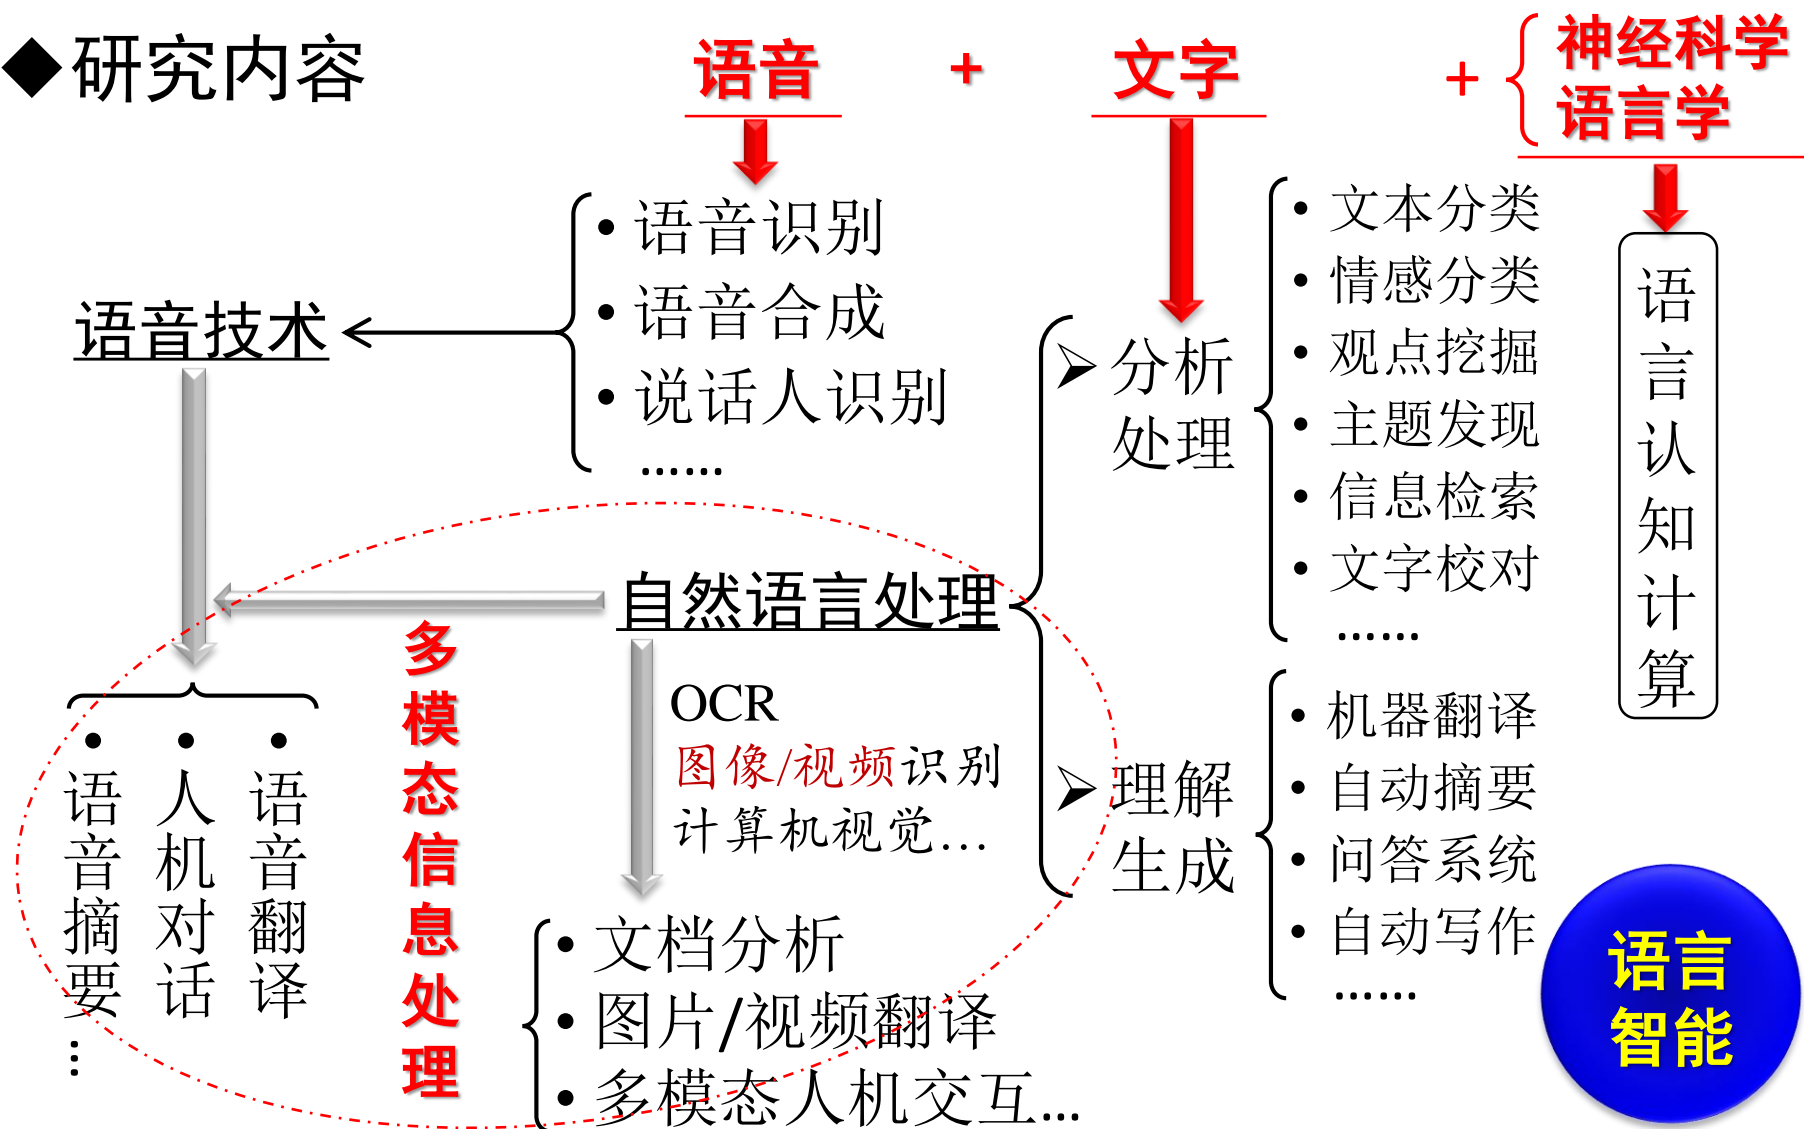 ◆研究内容
语音 + 文字 + 神经科学
语言学
• 语音识别
• 语音合成
• 说话人识别
……
语音技术
➢ 分析
处理
• 文本分类
• 情感分类
• 观点挖掘
• 主题发现
• 信息检索
• 文字校对
……
语言认知计算
自然语言处理
多模态信息处理
OCR
图像/视频识别
计算机视觉…
• 语音摘要…
• 人机对话
• 语音翻译
➢ 理解
生成
• 机器翻译
• 自动摘要
• 问答系统
• 自动写作
……
• 文档分析
• 图片/视频翻译
• 多模态人机交互…
语言
智能